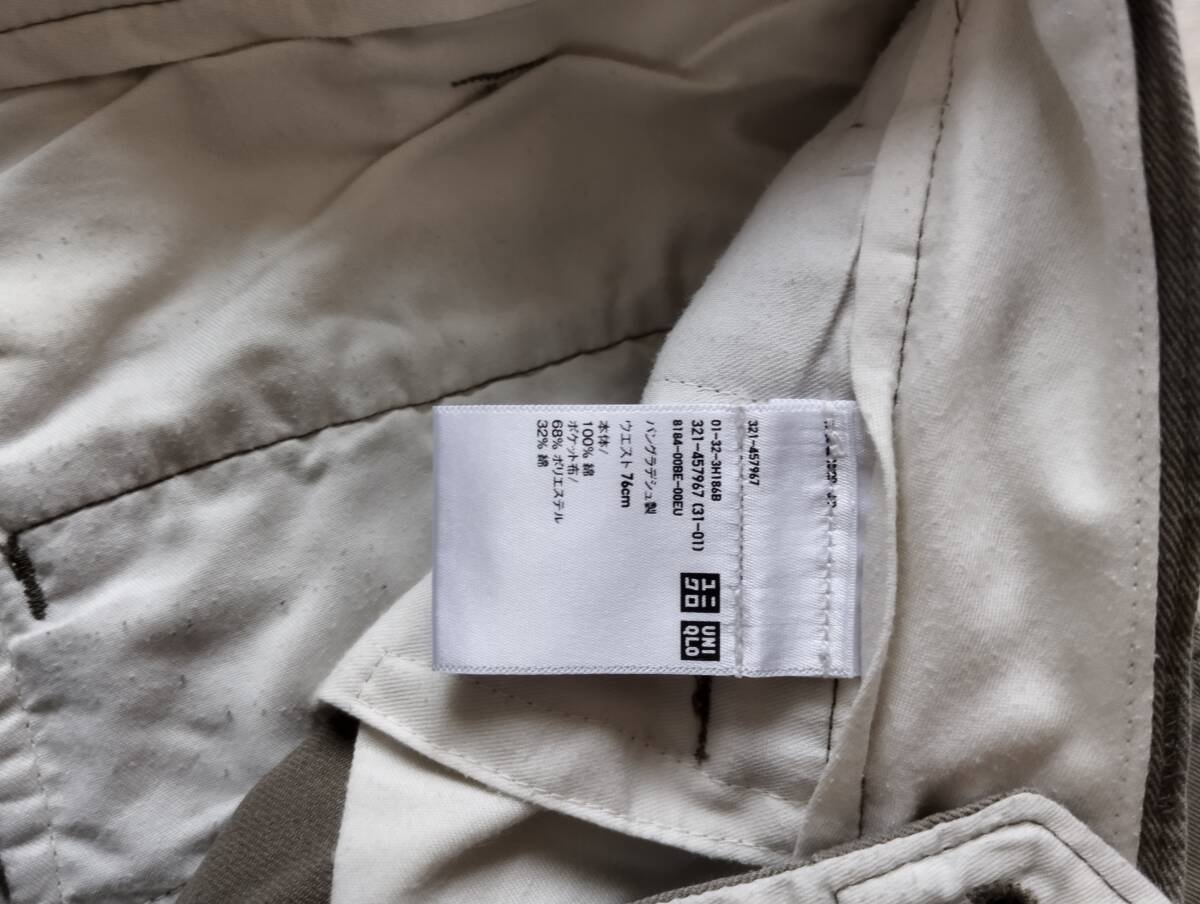 321-457967
01-32-3H186B
321-457967 (31-01)
8184-00BE-00EU
バングラデシュ製
ウエスト 76cm
本体/
100% 綿
ポケット布/
68% ポリエステル
32% 綿
ユニ
クロ
UNI
QLO